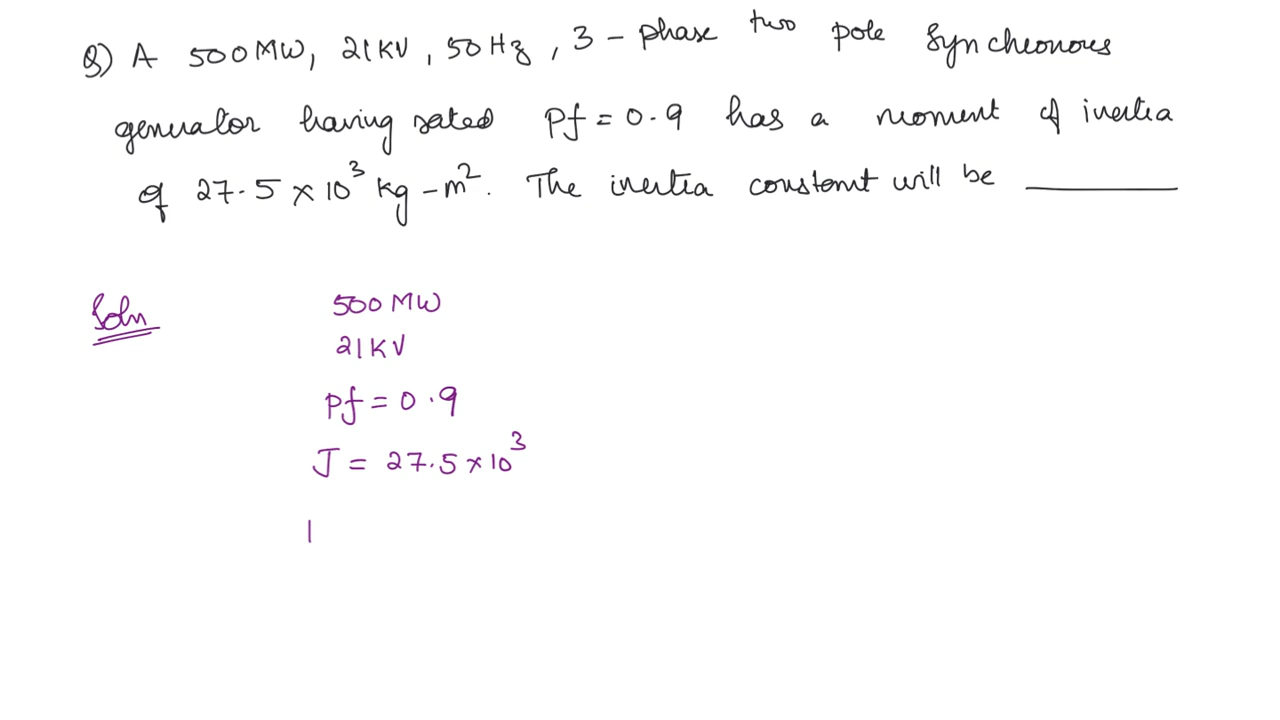 Q) A 500MW, 21KV, 50Hz, 3-phase two pole Synchronous
generator having rated Pf = 0.9 has a moment of inertia
of 27.5 × 10³ kg-m². The inertia constant will be ______
Soln
500 MW
21KV
Pf = 0.9
J = 27.5 × 10³